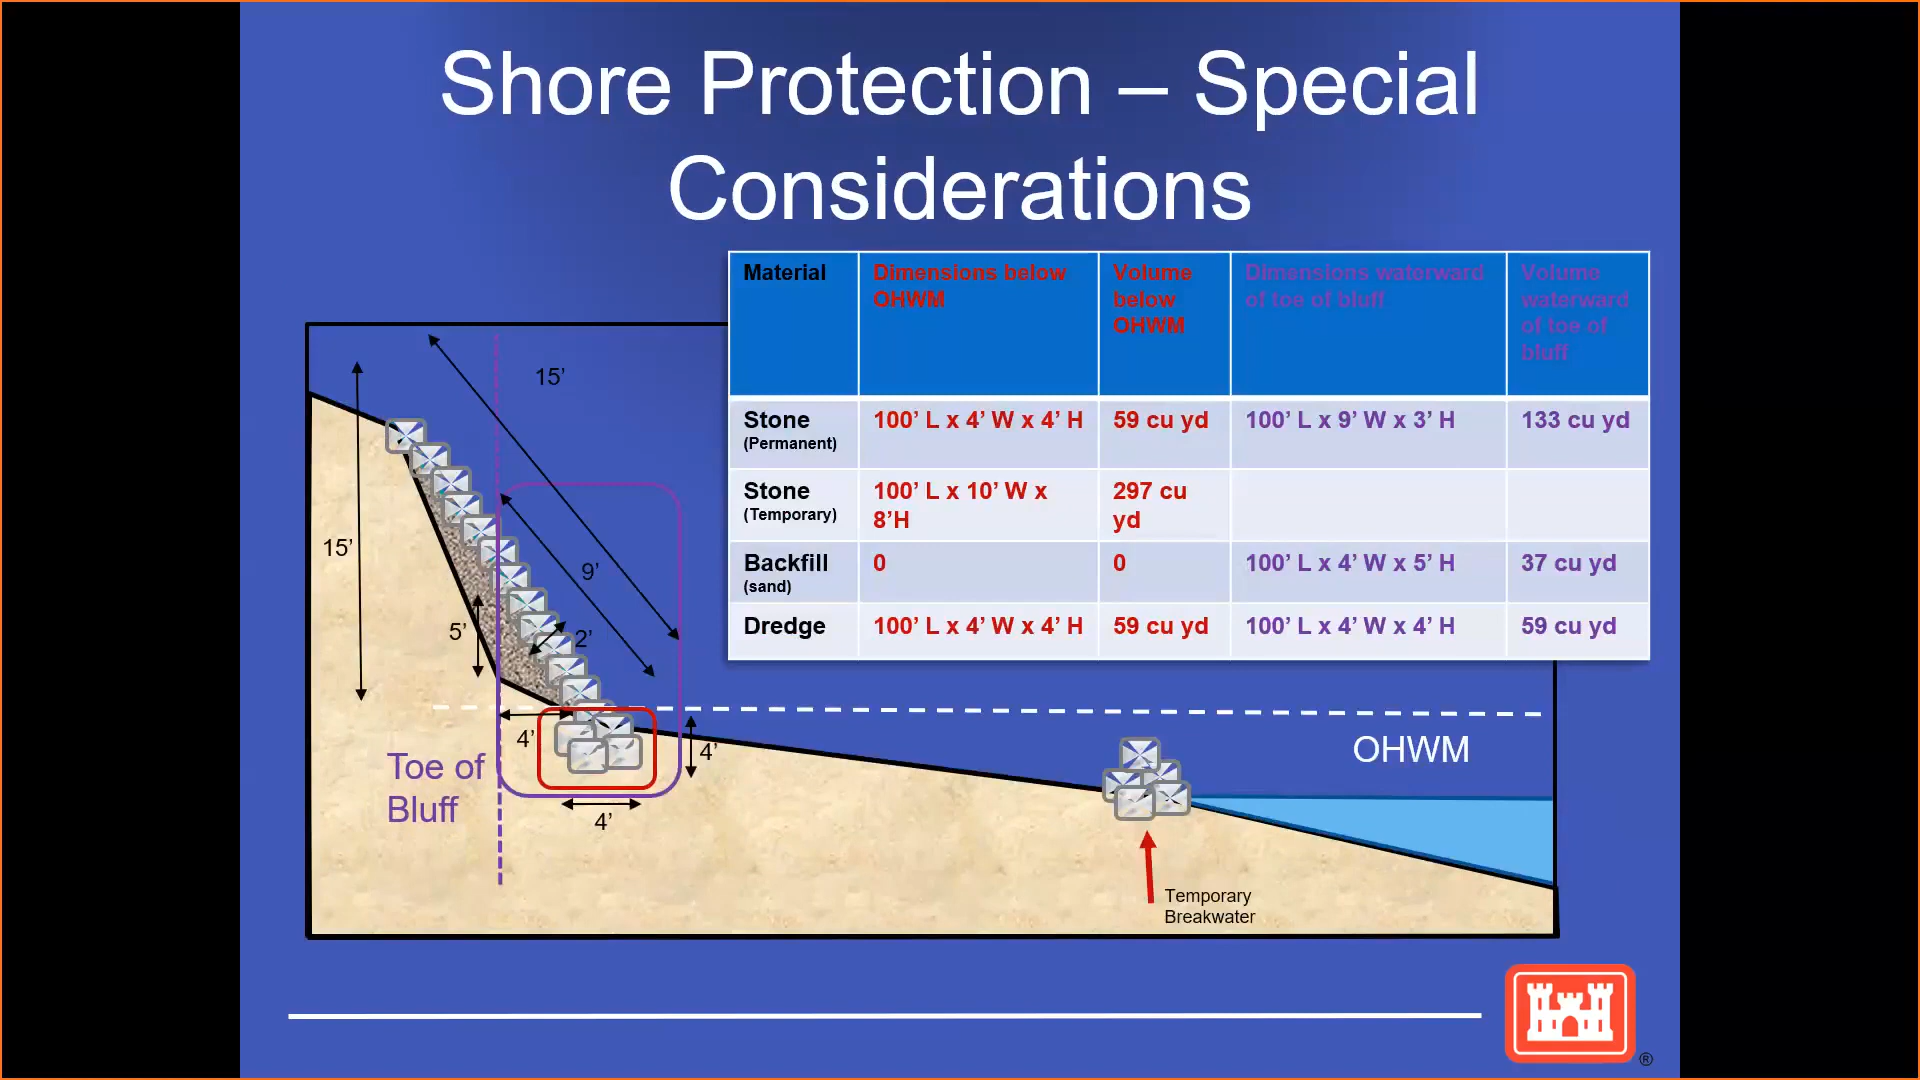 Shore Protection – Special
Considerations
Material
Dimensions below
OHWM
Volume
below
OHWM
Dimensions waterward
of toe of bluff
Volume
waterward
of toe of
bluff
Stone
(Permanent)
100’ L x 4’ W x 4’ H
59 cu yd
100’ L x 9’ W x 3’ H
133 cu yd
Stone
(Temporary)
100’ L x 10’ W x
8’H
297 cu
yd
Backfill
(sand)
0
0
100’ L x 4’ W x 5’ H
37 cu yd
Dredge
100’ L x 4’ W x 4’ H
59 cu yd
100’ L x 4’ W x 4’ H
59 cu yd
15’
15’
9’
5’
2’
4’
4’
4’
Toe of
Bluff
OHWM
Temporary
Breakwater
®